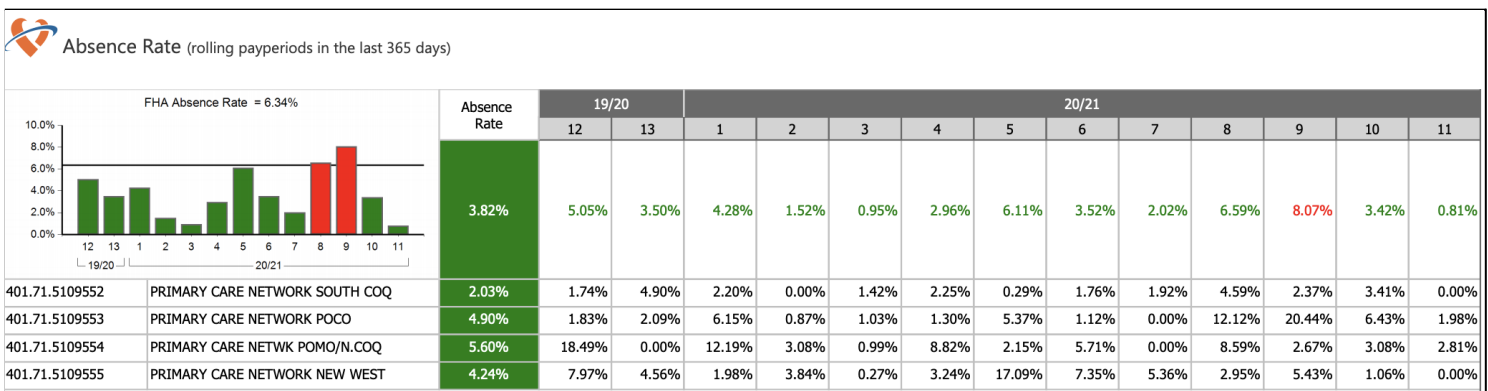 Absence Rate (rolling payperiods in the last 365 days)
FHA Absence Rate = 6.34%
10.0%
8.0%
6.0%
4.0%
2.0%
0.0%
12 13 1 2 3 4 5 6 7 8 9 10 11
19/20 20/21
Absence Rate 19/20 20/21
12 13 1 2 3 4 5 6 7 8 9 10 11
3.82% 5.05% 3.50% 4.28% 1.52% 0.95% 2.96% 6.11% 3.52% 2.02% 6.59% 8.07% 3.42% 0.81%
401.71.5109552 PRIMARY CARE NETWORK SOUTH COQ 2.03% 1.74% 4.90% 2.20% 0.00% 1.42% 2.25% 0.29% 1.76% 1.92% 4.59% 2.37% 3.41% 0.00%
401.71.5109553 PRIMARY CARE NETWORK POCO 4.90% 1.83% 2.09% 6.15% 0.87% 1.03% 1.30% 5.37% 1.12% 0.00% 12.12% 20.44% 6.43% 1.98%
401.71.5109554 PRIMARY CARE NETWK POMO/N.COQ 5.60% 18.49% 0.00% 12.19% 3.08% 0.99% 8.82% 2.15% 5.71% 0.00% 8.59% 2.67% 3.08% 2.81%
401.71.5109555 PRIMARY CARE NETWORK NEW WEST 4.24% 7.97% 4.56% 1.98% 3.84% 0.27% 3.24% 17.09% 7.35% 5.36% 2.95% 5.43% 1.06% 0.00%